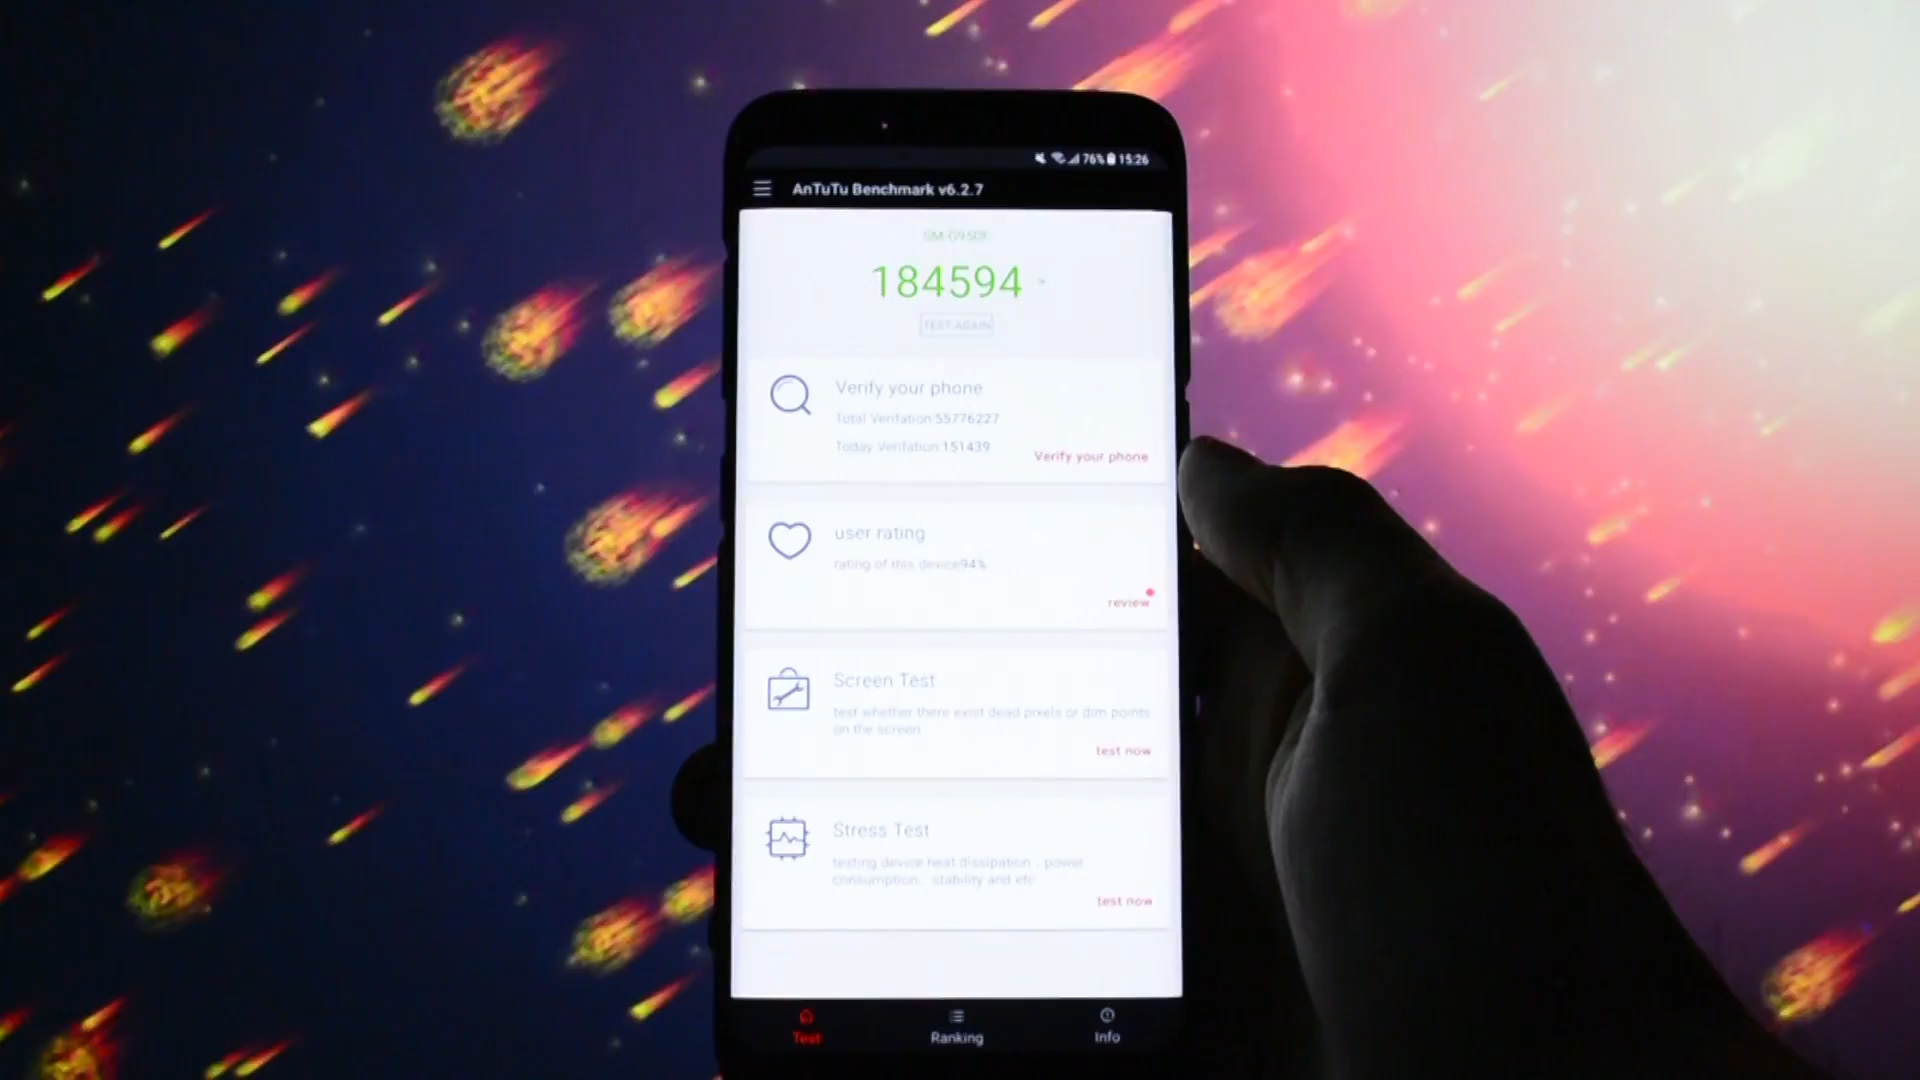 76% 15:26
AnTuTu Benchmark v6.2.7
SM-G950F
184594 >
TEST AGAIN
Verify your phone
Total Verifation:55776227
Today Verifation:151439
Verify your phone
user rating
rating of this device94%
review
Screen Test
test whether there exist dead pixels or dim points
on the screen
test now
Stress Test
testing device heat dissipation , power
consumption, stability and etc
test now
Test
Ranking
Info